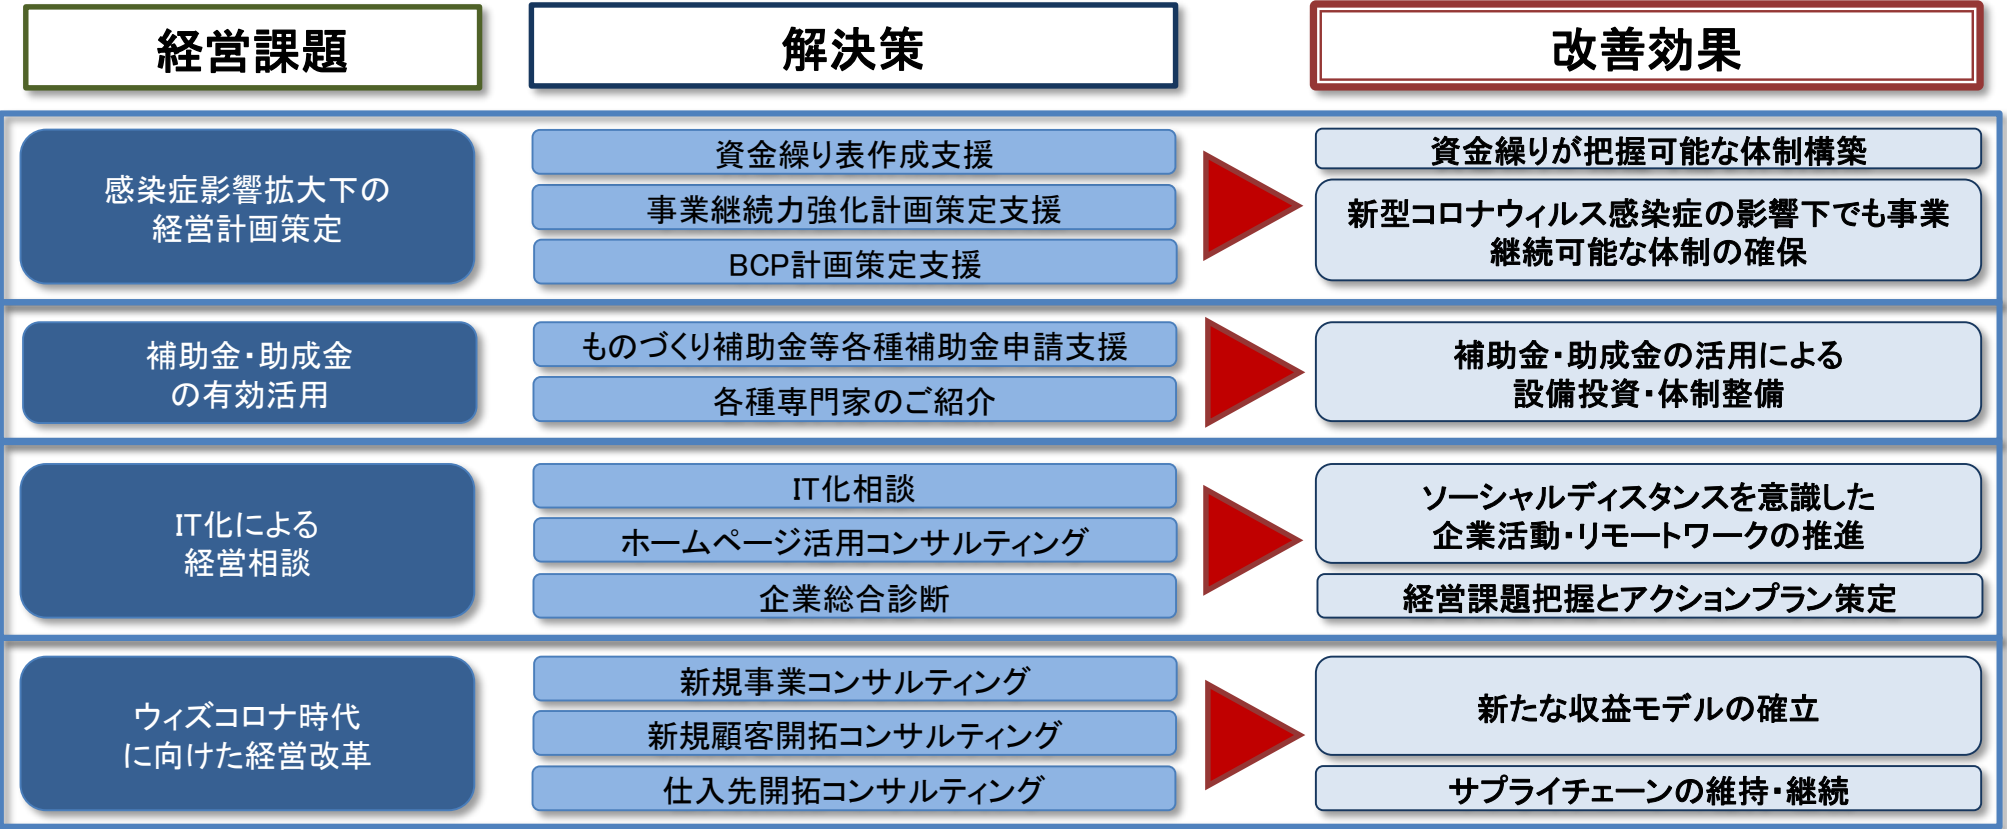 経営課題
解決策
改善効果
感染症影響拡大下の
経営計画策定
資金繰り表作成支援
事業継続力強化計画策定支援
BCP計画策定支援
資金繰りが把握可能な体制構築
新型コロナウィルス感染症の影響下でも事業
継続可能な体制の確保
補助金・助成金
の有効活用
ものづくり補助金等各種補助金申請支援
各種専門家のご紹介
補助金・助成金の活用による
設備投資・体制整備
IT化による
経営相談
IT化相談
ホームページ活用コンサルティング
企業総合診断
ソーシャルディスタンスを意識した
企業活動・リモートワークの推進
経営課題把握とアクションプラン策定
ウィズコロナ時代
に向けた経営改革
新規事業コンサルティング
新規顧客開拓コンサルティング
仕入先開拓コンサルティング
新たな収益モデルの確立
サプライチェーンの維持・継続